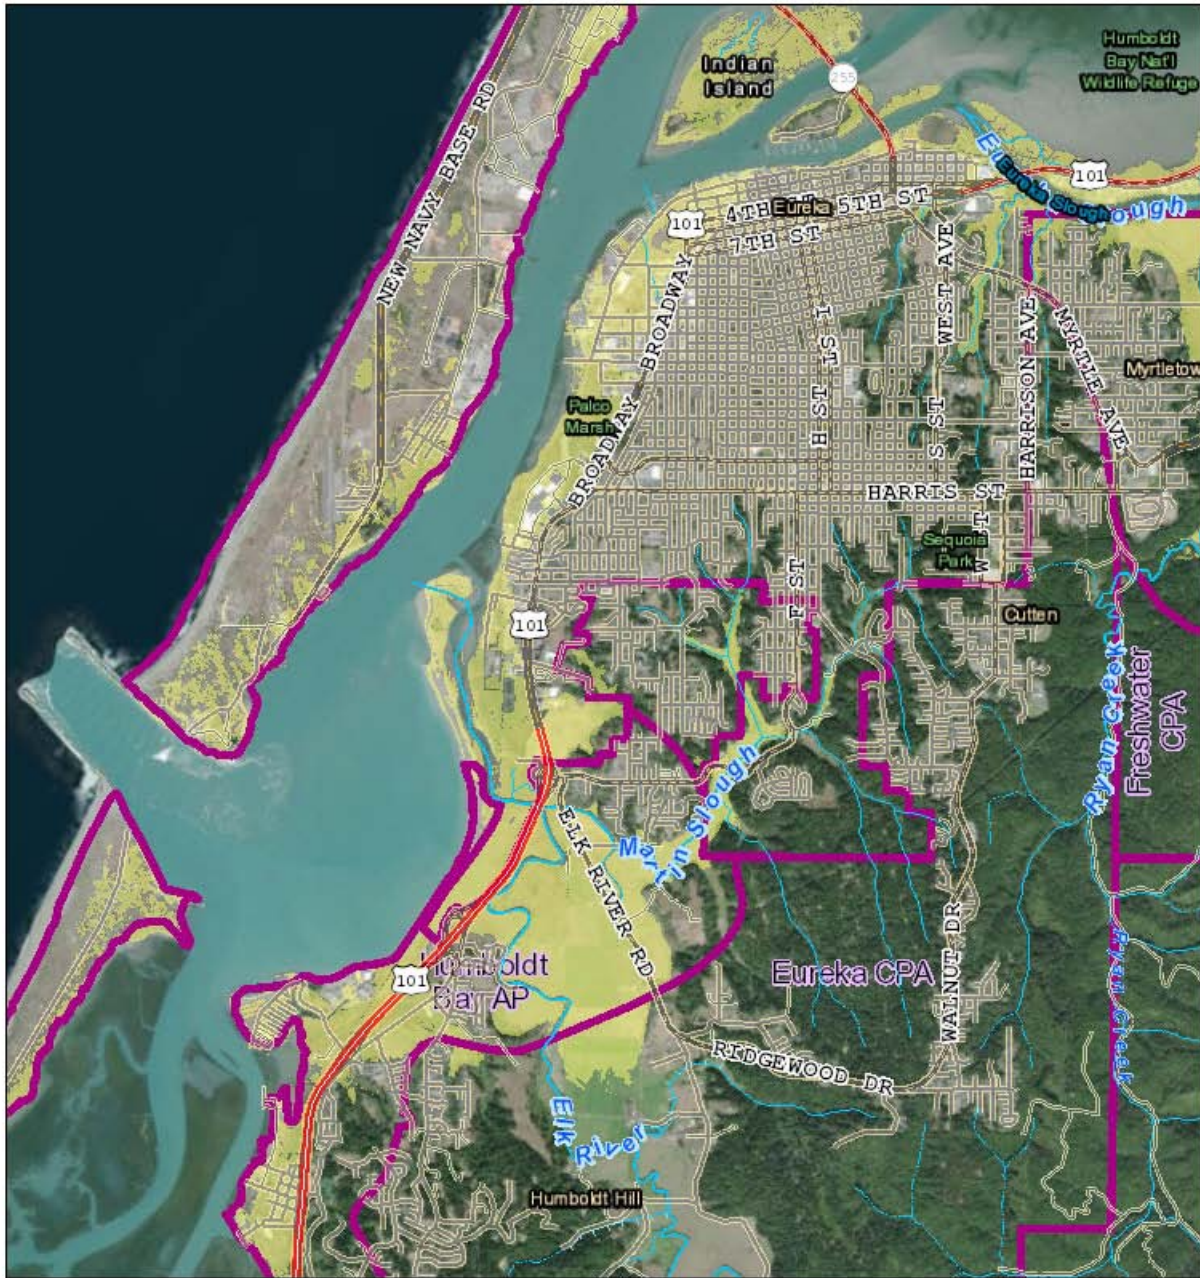 Indian
Island
255
Humboldt
Bay Nat'l
Wildlife Refuge
NEW NAVY BASE RD
101
Eureka Slough
ough
101
4TH ST
Eureka
5TH ST
7TH ST
BROADWAY
BROADWAY
I ST
H ST
WEST AVE
S ST
HARRISON AVE
MYRTLE AVE
Myrtletow
Palco
Marsh
HARRIS ST
Sequoia
Park
W ST
F ST
101
Cutten
Ryan Creek
Freshwater
CPA
Martin Slough
ELK RIVER RD
Humboldt
Bay AP
101
Eureka CPA
WALNUT DR
Ryan Creek
RIDGEWOOD DR
Elk River
Humboldt Hill